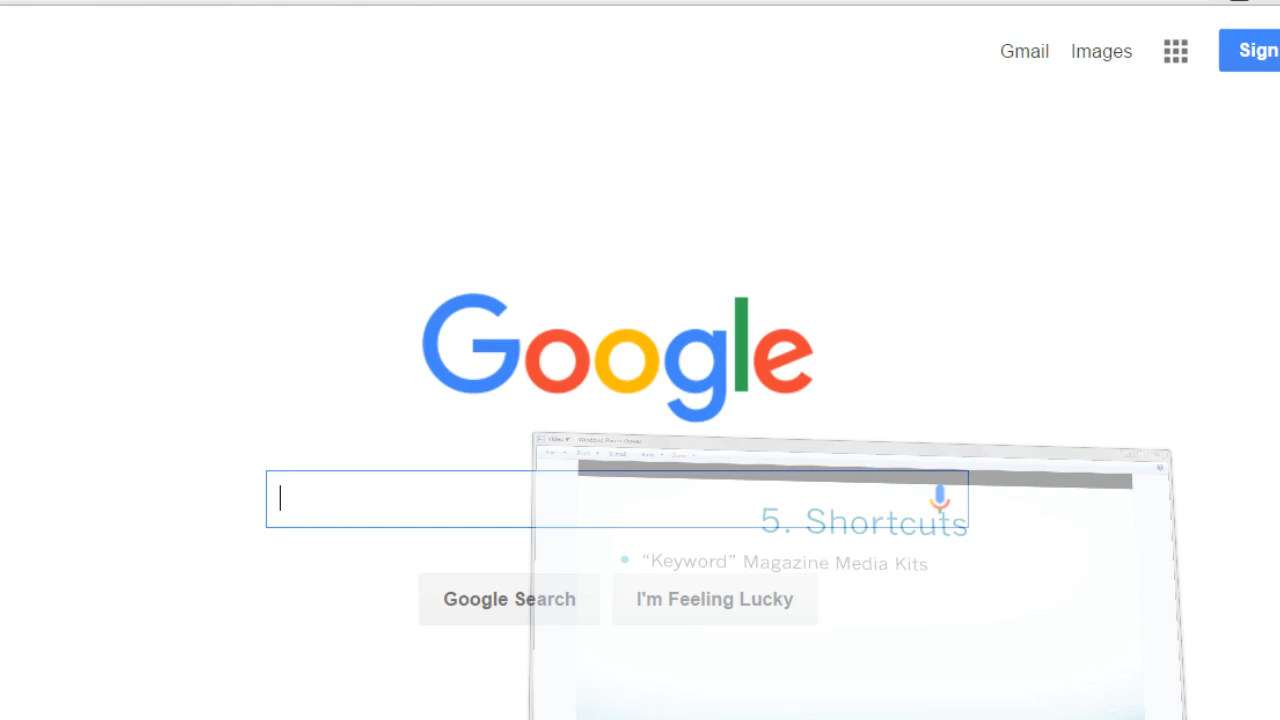 Gmail Images Sign
Google
5. Shortcuts
• “Keyword” Magazine Media Kits
Google Search I'm Feeling Lucky